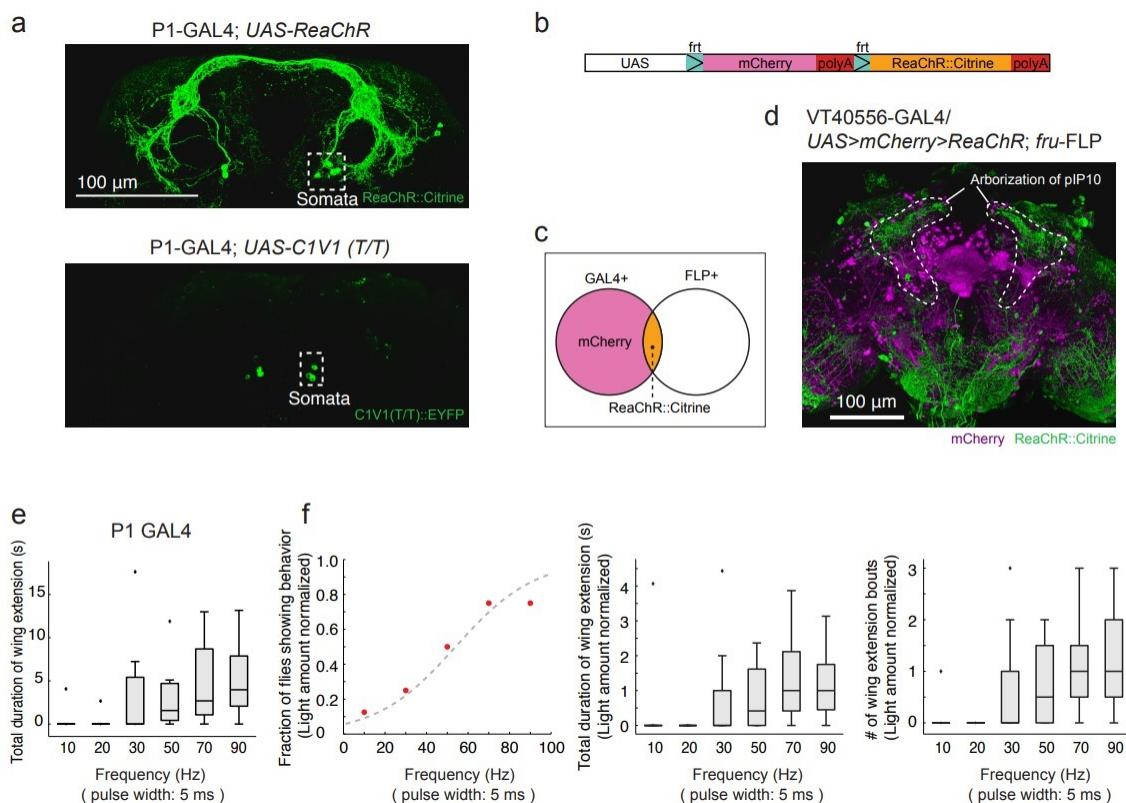 a
P1-GAL4; UAS-ReaChR
100 µm
Somata
ReaChR::Citrine
P1-GAL4; UAS-C1V1 (T/T)
Somata
C1V1(T/T)::EYFP
b
frt
frt
UAS
>
mCherry
polyA
>
ReaChR::Citrine
polyA
c
GAL4+
FLP+
mCherry
ReaChR::Citrine
d
VT40556-GAL4/
UAS>mCherry>ReaChR; fru-FLP
Arborization of pIP10
100 µm
mCherry ReaChR::Citrine
e
P1 GAL4
Total duration of wing extension (s)
15
10
5
0
10 20 30 50 70 90
Frequency (Hz)
( pulse width: 5 ms )
f
Fraction of flies showing behavior
(Light amount normalized)
1.0
0.8
0.6
0.4
0.2
0
0 20 40 60 80 100
Frequency (Hz)
( pulse width: 5 ms )
Total duration of wing extension (s)
(Light amount normalized)
4
3
2
1
0
10 20 30 50 70 90
Frequency (Hz)
( pulse width: 5 ms )
# of wing extension bouts
(Light amount normalized)
3
2
1
0
10 20 30 50 70 90
Frequency (Hz)
( pulse width: 5 ms )